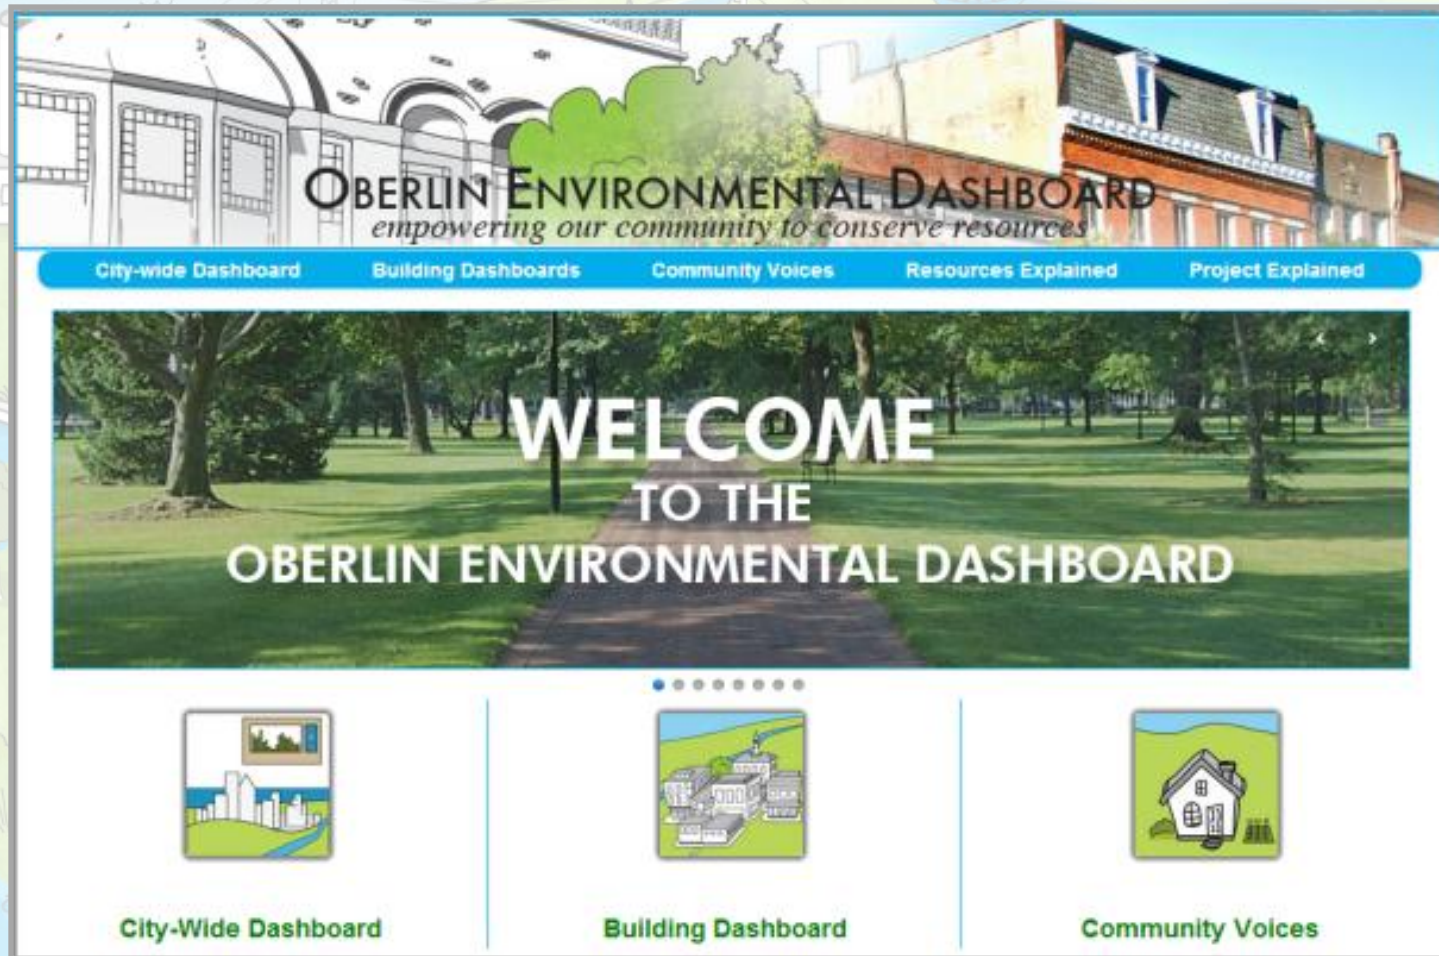 OBERLIN ENVIRONMENTAL DASHBOARD
empowering our community to conserve resources
City-wide Dashboard Building Dashboards Community Voices Resources Explained Project Explained
WELCOME
TO THE
OBERLIN ENVIRONMENTAL DASHBOARD
City-Wide Dashboard Building Dashboard Community Voices